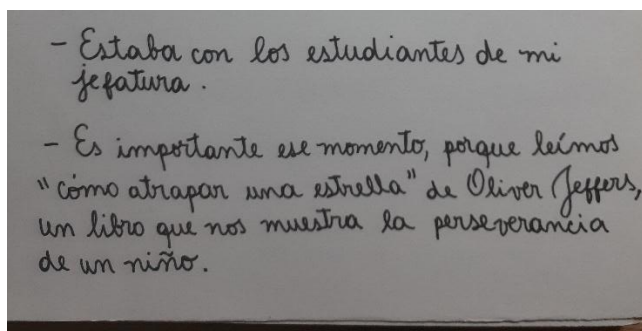 - Estaba con los estudiantes de mi
jefatura.
- Es importante ese momento, porque leímos
"cómo atrapar una estrella" de Oliver Jeffers,
un libro que nos muestra la perseverancia
de un niño.